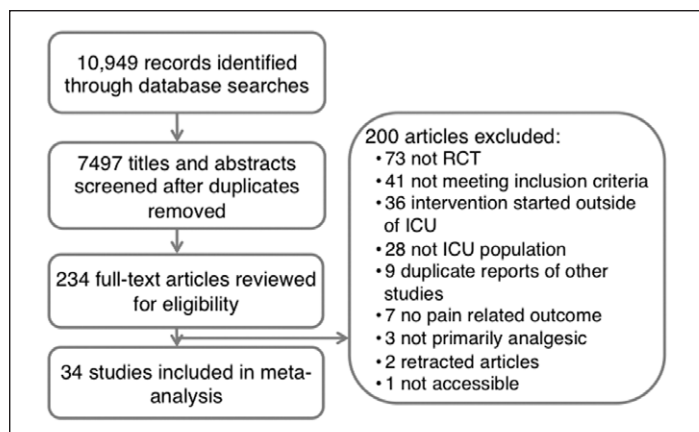 10,949 records identified
through database searches
7497 titles and abstracts
screened after duplicates
removed
234 full-text articles reviewed
for eligibility
34 studies included in meta-
analysis
200 articles excluded:
• 73 not RCT
• 41 not meeting inclusion criteria
• 36 intervention started outside
of ICU
• 28 not ICU population
• 9 duplicate reports of other
studies
• 7 no pain related outcome
• 3 not primarily analgesic
• 2 retracted articles
• 1 not accessible